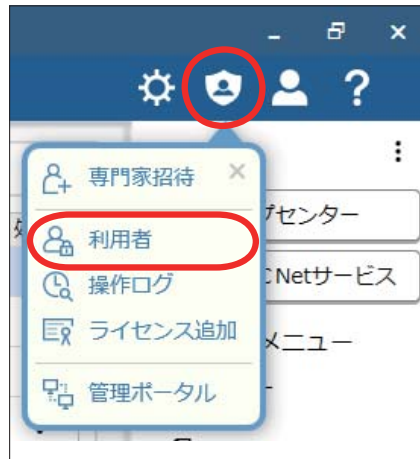 ?
専門家招待
プセンター
利用者
操作ログ
Netサービス
ライセンス追加
メニュー
管理ポータル